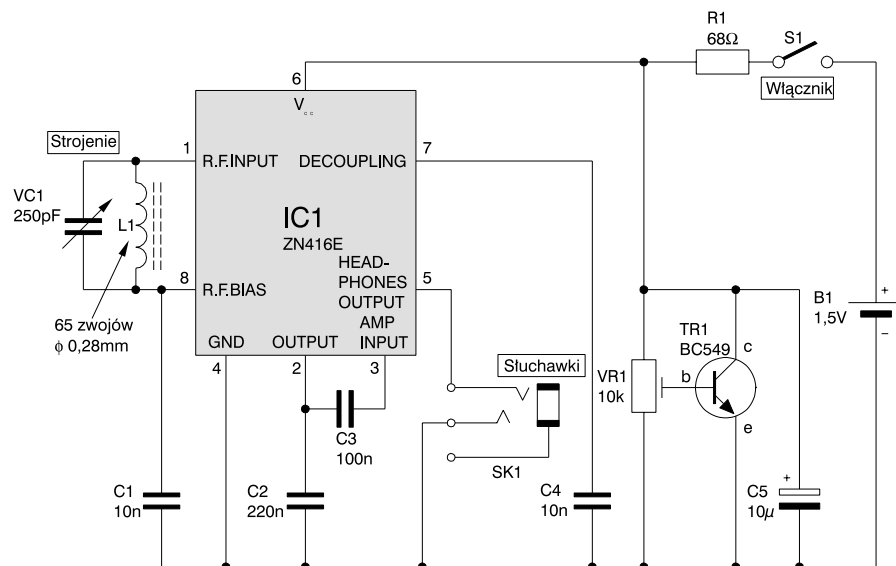 R1
68Ω
S1
Włącznik
6
Vcc
Strojenie
1
R.F.INPUT
DECOUPLING
7
VC1
250pF
L1
IC1
ZN416E
HEAD-
PHONES
OUTPUT
5
8
R.F.BIAS
AMP
INPUT
GND
OUTPUT
4
2
3
65 zwojów
ϕ 0,28mm
B1
1,5V
+
–
TR1
BC549
c
b
e
VR1
10k
Słuchawki
C3
100n
SK1
C1
10n
C2
220n
C4
10n
C5
10µ
+